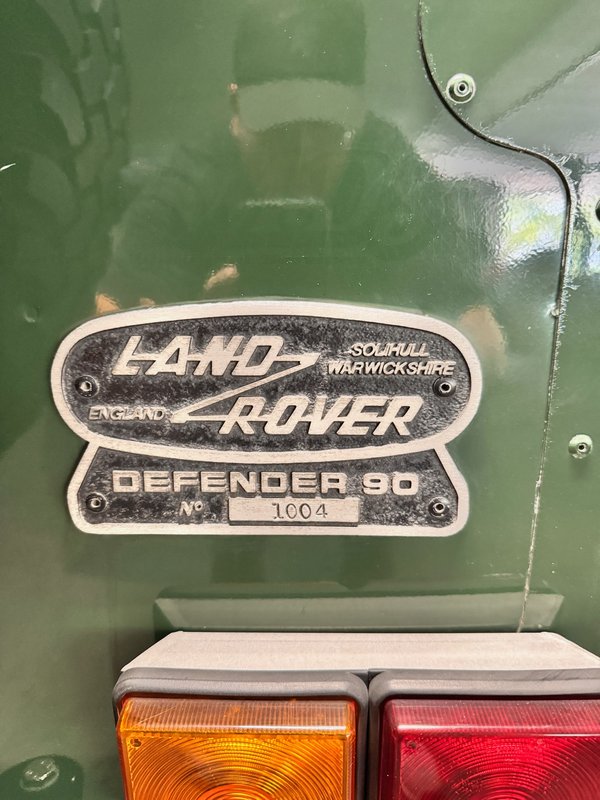 LAND ROVER
SOLIHULL
WARWICKSHIRE
ENGLAND
DEFENDER 90
Nº 1004